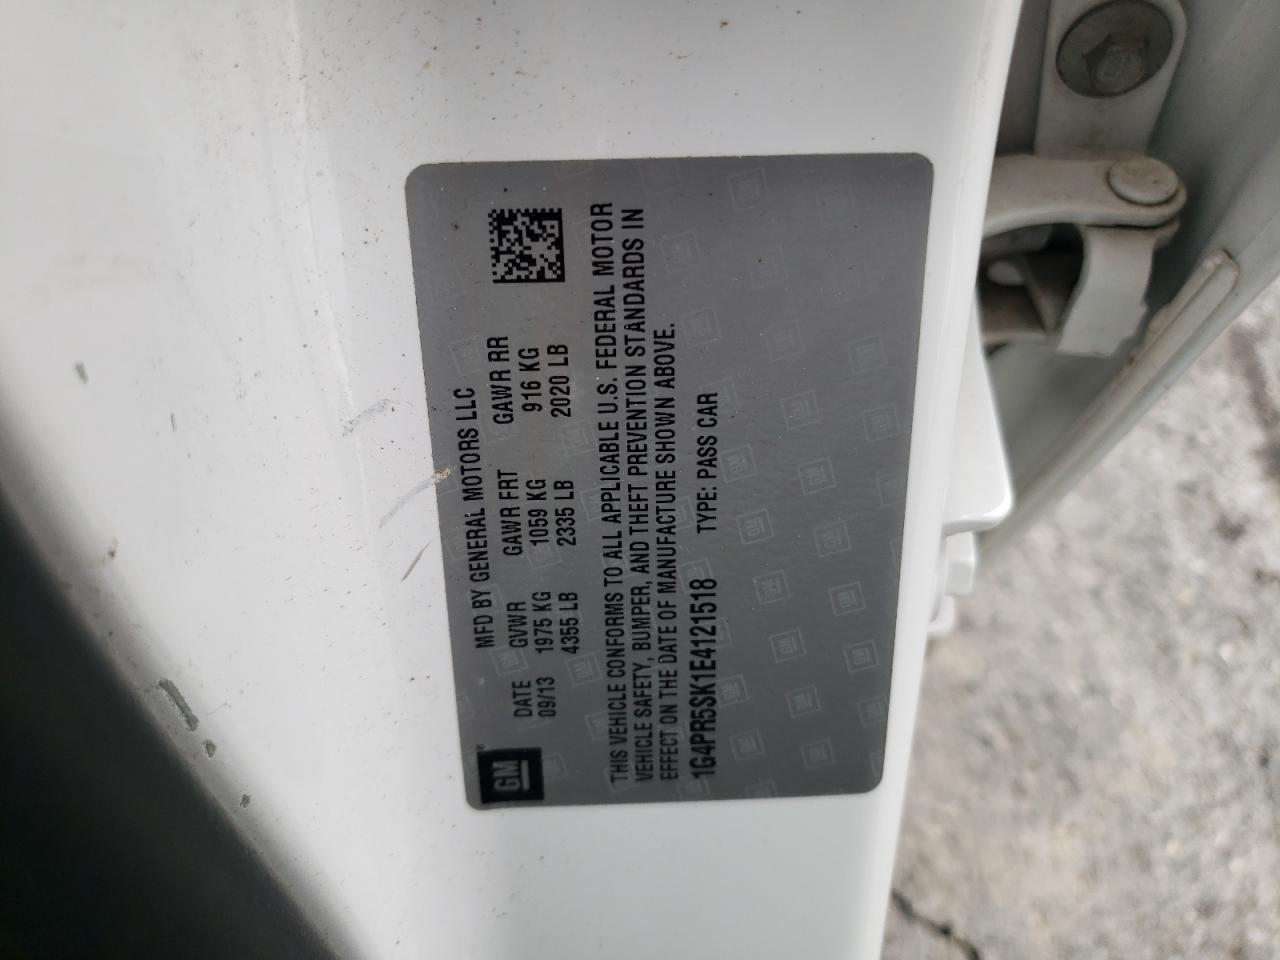 GM
MFD BY GENERAL MOTORS LLC
DATE GVWR GAWR FRT GAWR RR
09/13 1975 KG 1059 KG 916 KG
4355 LB 2335 LB 2020 LB
THIS VEHICLE CONFORMS TO ALL APPLICABLE U.S. FEDERAL MOTOR
VEHICLE SAFETY, BUMPER, AND THEFT PREVENTION STANDARDS IN
EFFECT ON THE DATE OF MANUFACTURE SHOWN ABOVE.
1G4PR5SK1E4121518 TYPE: PASS CAR